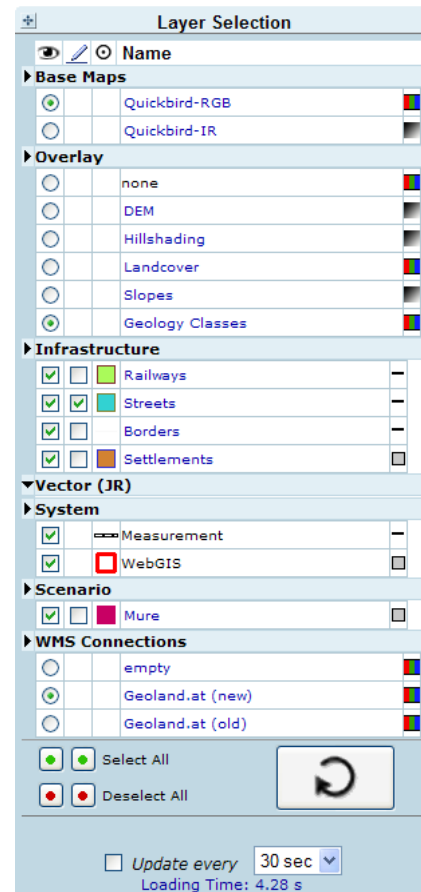 Layer Selection
Name
Base Maps
Quickbird-RGB
Quickbird-IR
Overlay
none
DEM
Hillshading
Landcover
Slopes
Geology Classes
Infrastructure
Railways
Streets
Borders
Settlements
Vector (JR)
System
Measurement
WebGIS
Scenario
Mure
WMS Connections
empty
Geoland.at (new)
Geoland.at (old)
Select All
Deselect All
Update every 30 sec
Loading Time: 4.28 s